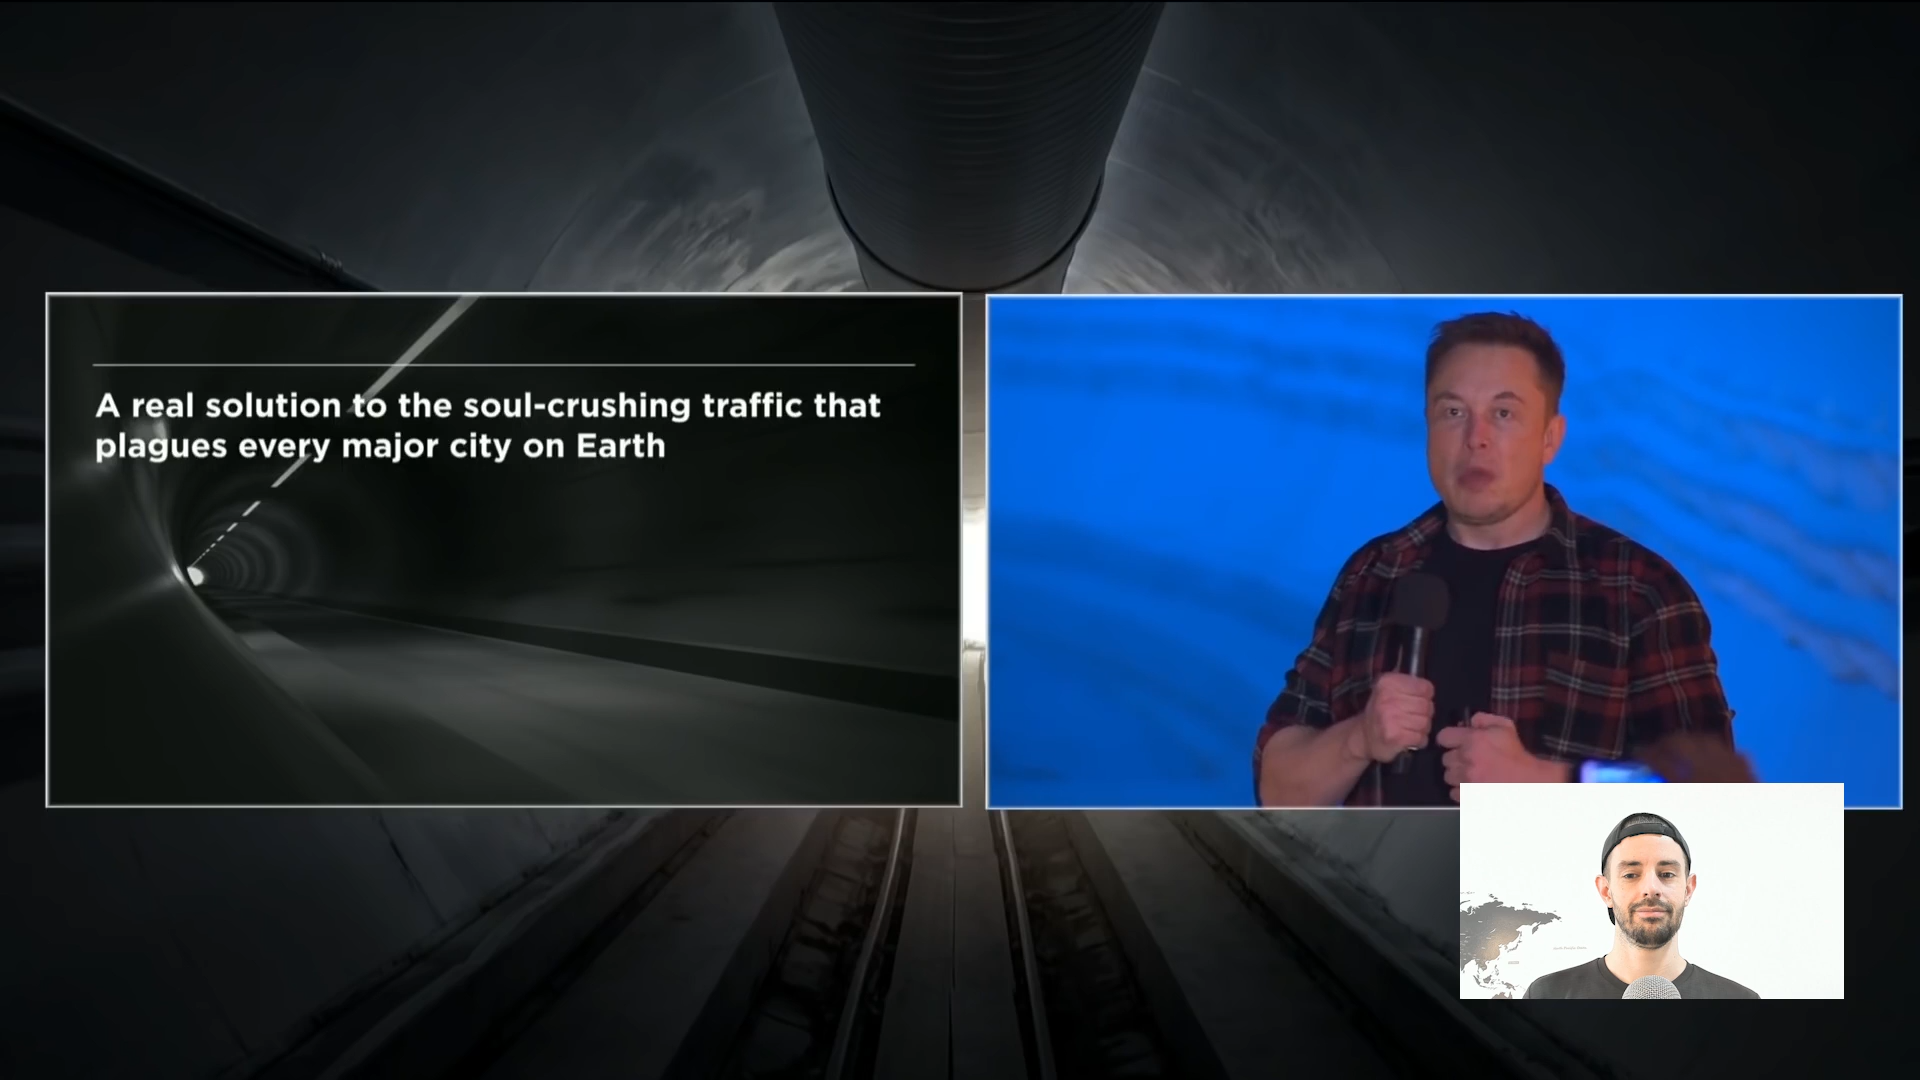 A real solution to the soul-crushing traffic that
plagues every major city on Earth